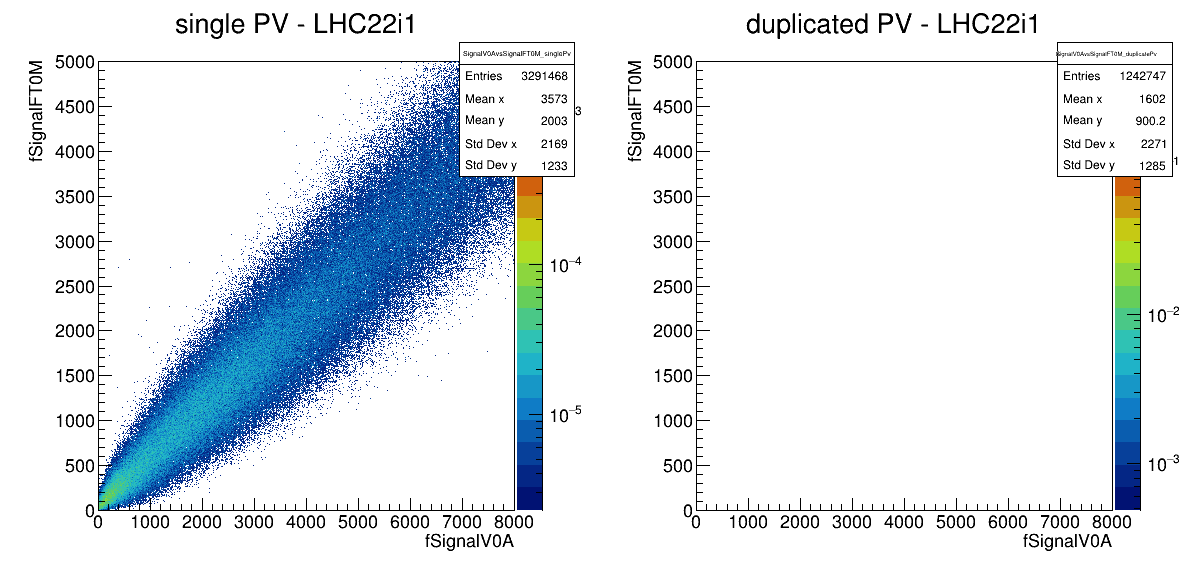 single PV - LHC22i1
duplicated PV - LHC22i1
fSignalFT0M
5000
4500
4000
3500
3000
2500
2000
1500
1000
500
0
0 1000 2000 3000 4000 5000 6000 7000 8000
fSignalV0A
SignalV0AvsSignalFT0M_singlePv
Entries 3291468
Mean x 3573
Mean y 2003
Std Dev x 2169
Std Dev y 1233
3
10−4
10−5
fSignalFT0M
5000
4500
4000
3500
3000
2500
2000
1500
1000
500
0
0 1000 2000 3000 4000 5000 6000 7000 8000
fSignalV0A
SignalV0AvsSignalFT0M_duplicatePv
Entries 1242747
Mean x 1602
Mean y 900.2
Std Dev x 2271
Std Dev y 1285
1
10−2
10−3